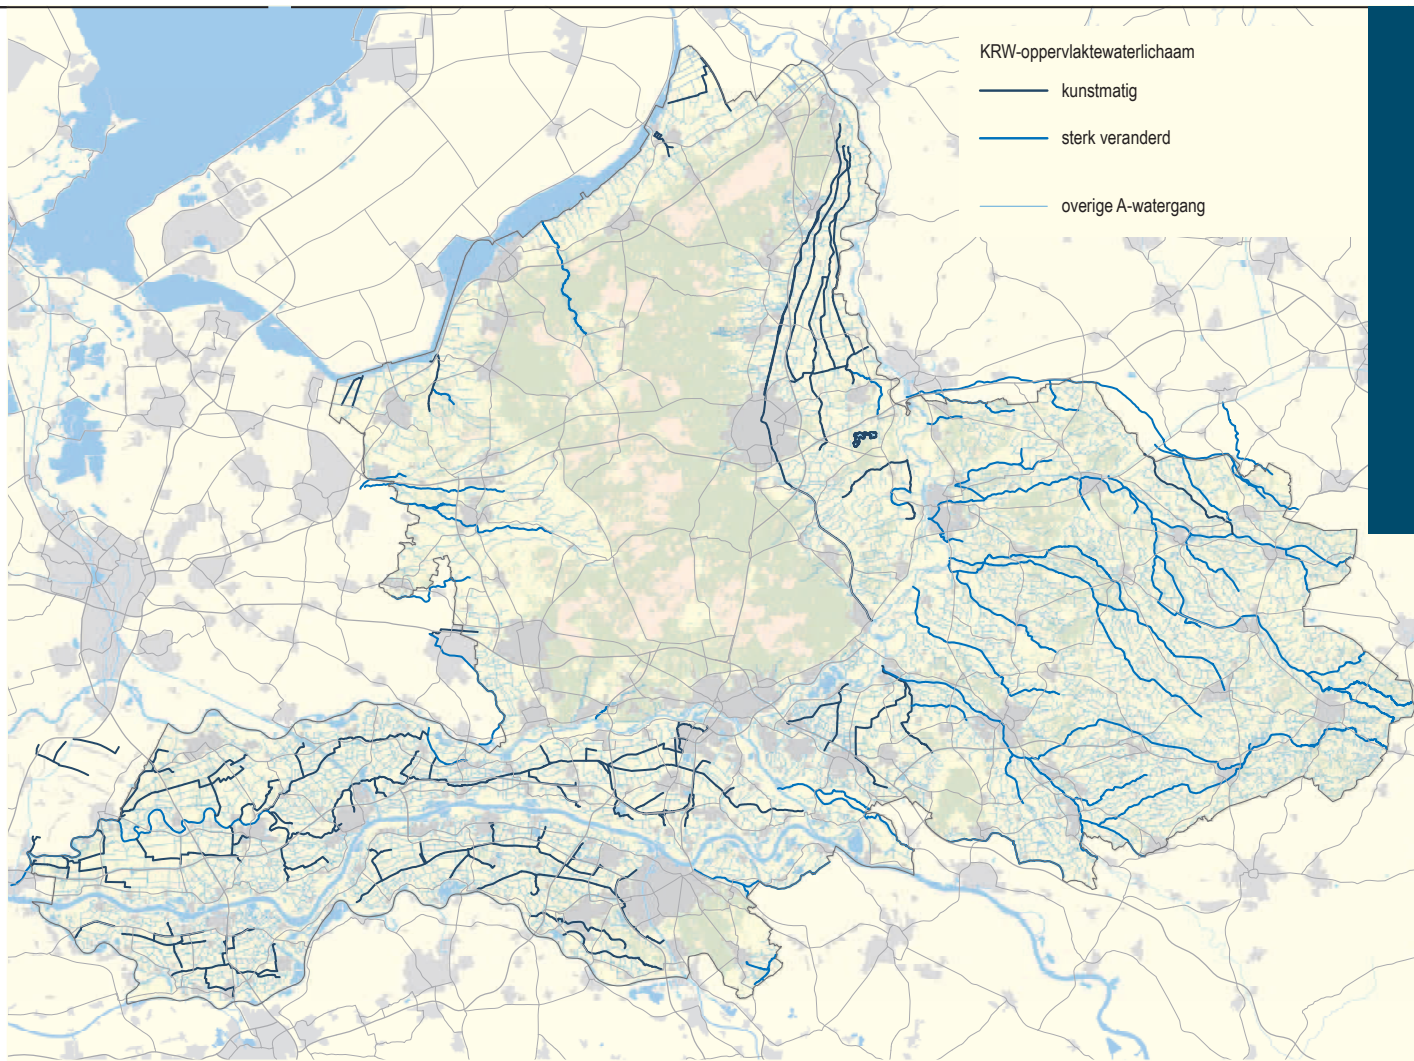 KRW-oppervlaktewaterlichaam
kunstmatig
sterk veranderd
overige A-watergang